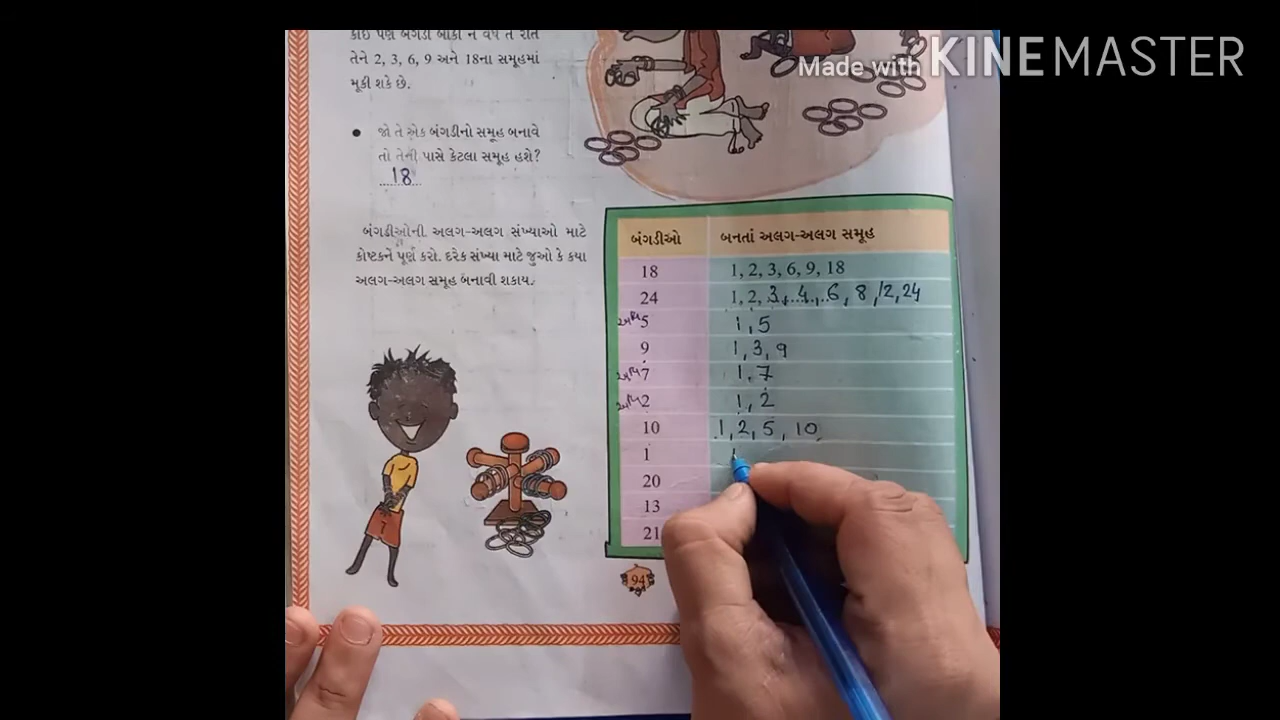 કોઈ પણ બંગડી બાકી ન વધે તે રીતે
તેને 2, 3, 6, 9 અને 18ના સમૂહમાં
મૂકી શકે છે.
● જો તે એક બંગડીનો સમૂહ બનાવે
તો તેની પાસે કેટલા સમૂહ હશે?
18
બંગડીઓની અલગ-અલગ સંખ્યાઓ માટે
કોષ્ટકને પૂર્ણ કરો. દરેક સંખ્યા માટે જુઓ કે કયા
અલગ-અલગ સમૂહ બનાવી શકાય.
બંગડીઓ બનતાં અલગ-અલગ સમૂહ
18 1, 2, 3, 6, 9, 18
24 1, 2, 3, 4, 6, 8, 12, 24
5 1, 5
9 1, 3, 9
7 1, 7
2 1, 2
10 1, 2, 5, 10
1 1
20
13
21
94
Made with KINEMASTER